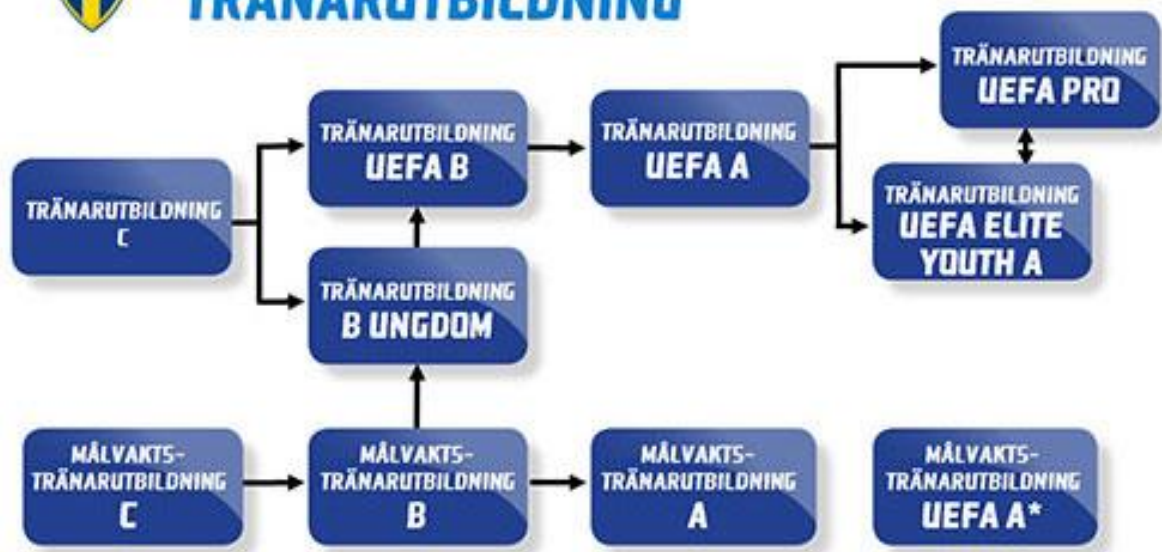 TRÄNARUTBILDNING
TRÄNARUTBILDNING
UEFA PRO
TRÄNARUTBILDNING
UEFA B
TRÄNARUTBILDNING
UEFA A
TRÄNARUTBILDNING
C
TRÄNARUTBILDNING
UEFA ELITE
YOUTH A
TRÄNARUTBILDNING
B UNGDOM
MÅLVAKTS-
TRÄNARUTBILDNING
C
MÅLVAKTS-
TRÄNARUTBILDNING
B
MÅLVAKTS-
TRÄNARUTBILDNING
A
MÅLVAKTS-
TRÄNARUTBILDNING
UEFA A*